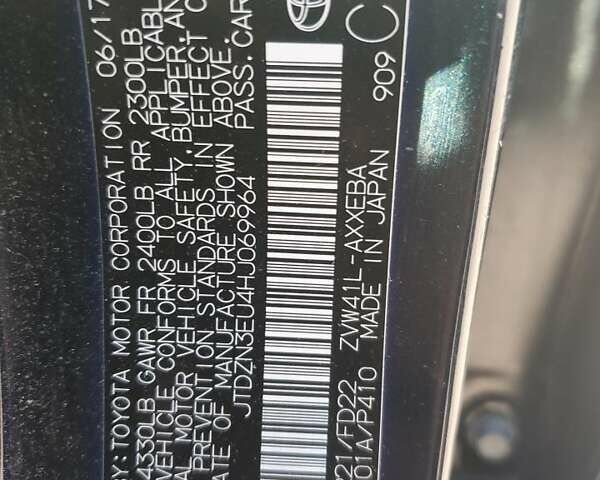 Y: TOYOTA MOTOR CORPORATION 06/17
4330LB GAWR FR 2400LB RR 2300LB
VEHICLE CONFORMS TO ALL APPLICABL
AL MOTOR VEHICLE SAFETY, BUMPER, AN
PREVENTION STANDARDS IN EFFECT O
OF MANUFACTURE SHOWN ABOVE.
JTDZN3EU4HJ069964 PASS.CAR
21/FD22 ZVW41L-AXXEBA 909 C
01A/P410 MADE IN JAPAN